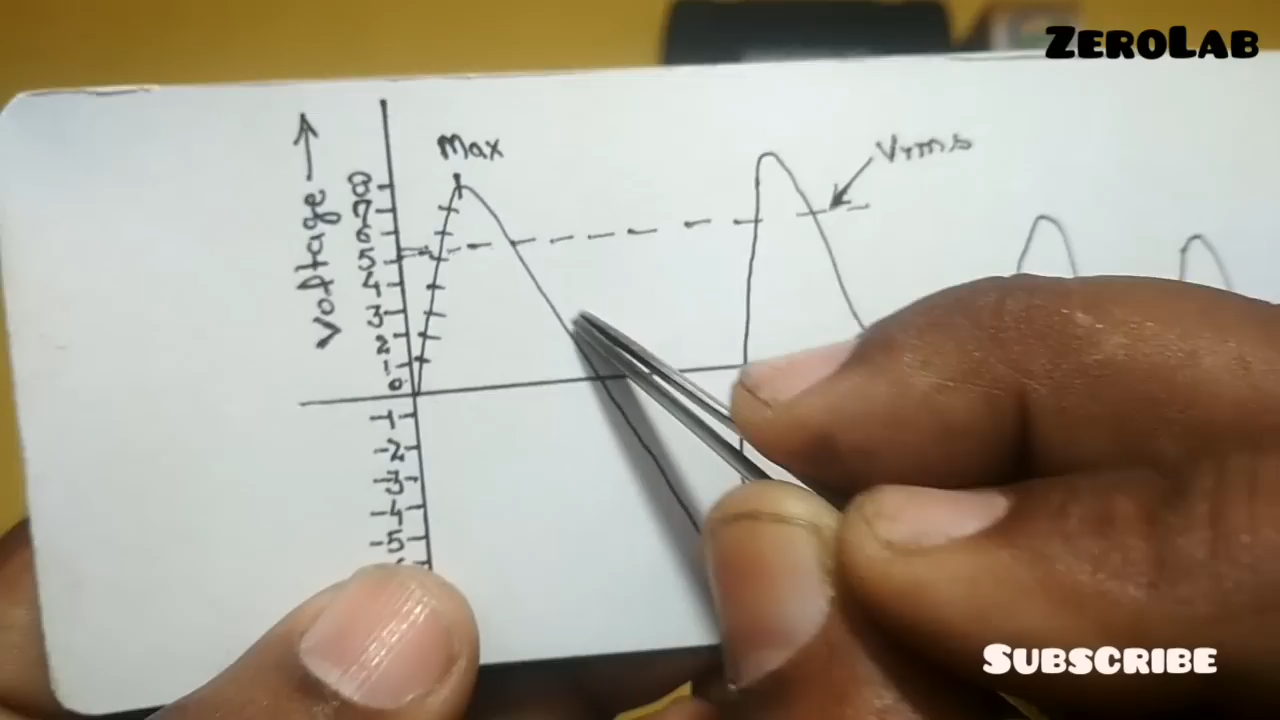 ZEROLAB
Max
Vrms
Voltage →
8
7
6
5
4
3
2
1
0
-1
-2
-3
-4
-5
SUBSCRIBE